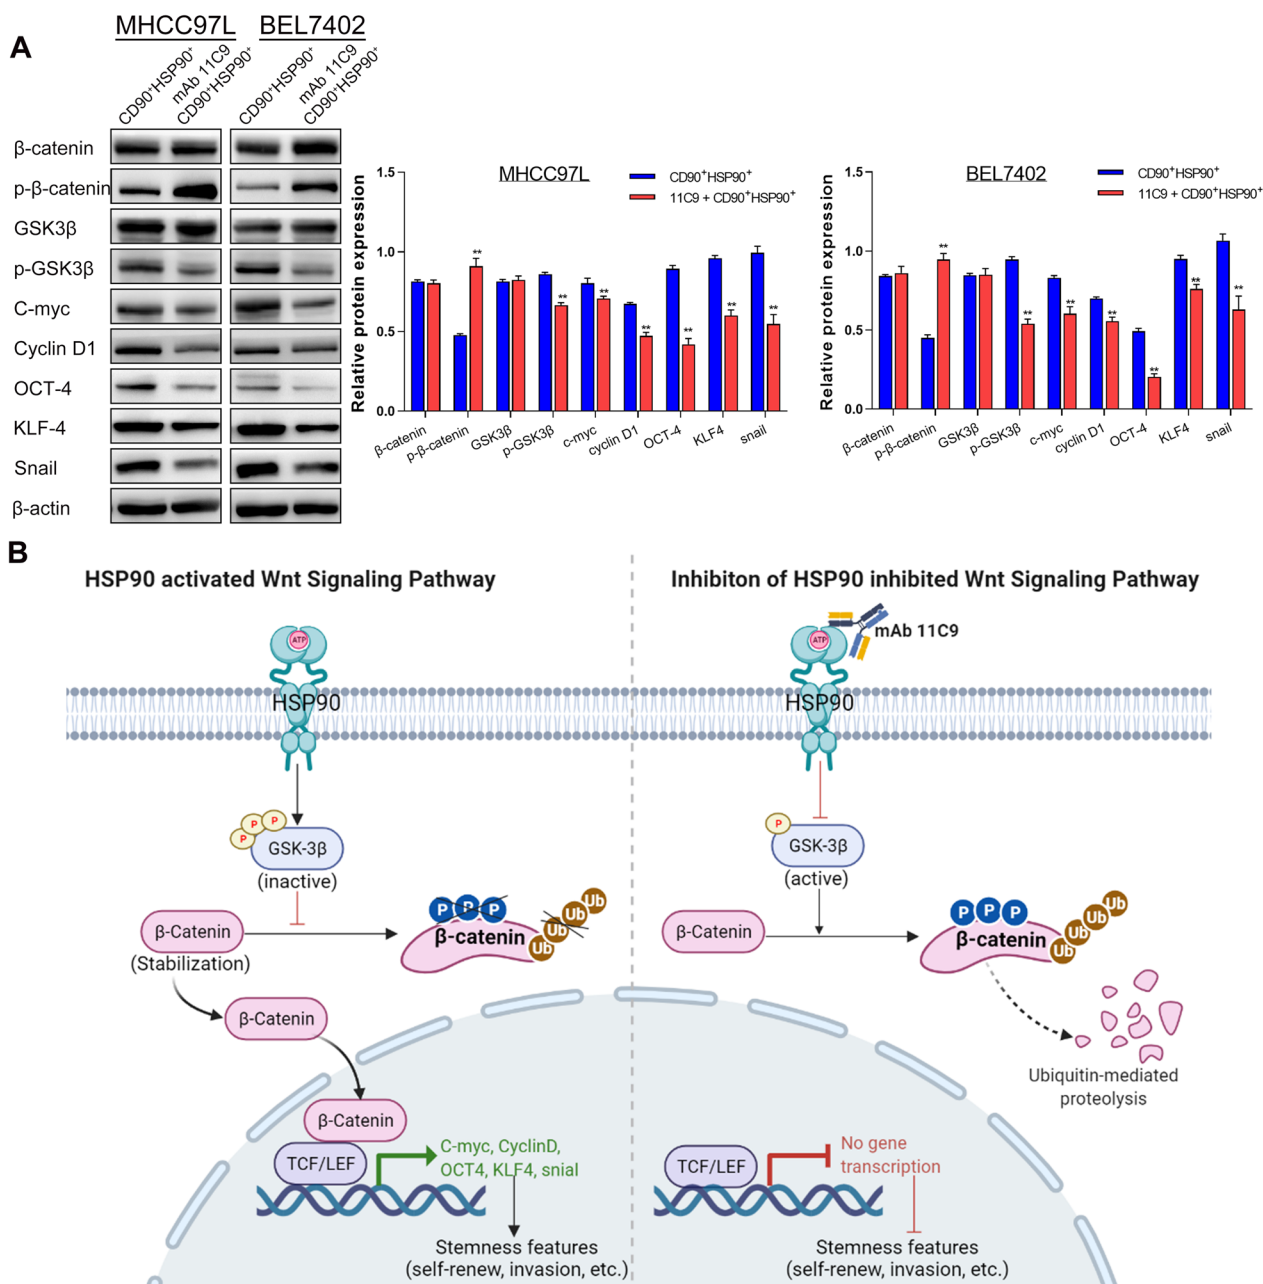 A
MHCC97L
BEL7402
CD90⁺HSP90⁺
mAb 11C9
CD90⁺HSP90⁺
CD90⁺HSP90⁺
mAb 11C9
CD90⁺HSP90⁺
β-catenin
p-β-catenin
GSK3β
p-GSK3β
C-myc
Cyclin D1
OCT-4
KLF-4
Snail
β-actin
MHCC97L
CD90⁺HSP90⁺
11C9 + CD90⁺HSP90⁺
Relative protein expression
1.5
1.0
0.5
0.0
**
**
**
**
**
**
**
β-catenin
p-β-catenin
GSK3β
p-GSK3β
c-myc
cyclin D1
OCT-4
KLF4
snail
BEL7402
CD90⁺HSP90⁺
11C9 + CD90⁺HSP90⁺
Relative protein expression
1.5
1.0
0.5
0.0
**
**
**
**
**
**
**
β-catenin
p-β-catenin
GSK3β
p-GSK3β
c-myc
cyclin D1
OCT-4
KLF4
snail
B
HSP90 activated Wnt Signaling Pathway
ATP
HSP90
P
P
P
GSK-3β
(inactive)
β-Catenin
(Stabilization)
P
P
P
β-catenin
Ub
Ub
Ub
Ub
β-Catenin
β-Catenin
TCF/LEF
C-myc, CyclinD,
OCT4, KLF4, snial
Stemness features
(self-renew, invasion, etc.)
Inhibiton of HSP90 inhibited Wnt Signaling Pathway
ATP
mAb 11C9
HSP90
P
GSK-3β
(active)
β-Catenin
P
P
P
β-catenin
Ub
Ub
Ub
Ub
Ubiquitin-mediated
proteolysis
TCF/LEF
No gene
transcription
Stemness features
(self-renew, invasion, etc.)